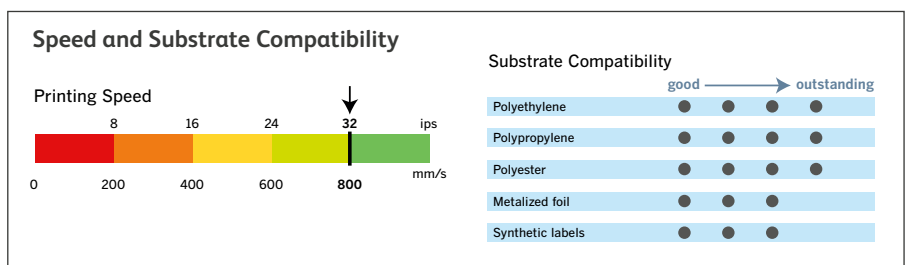 Speed and Substrate Compatibility
Printing Speed
8 16 24 32 ips
mm/s
0 200 400 600 800
Substrate Compatibility
good outstanding
Polyethylene
Polypropylene
Polyester
Metalized foil
Synthetic labels